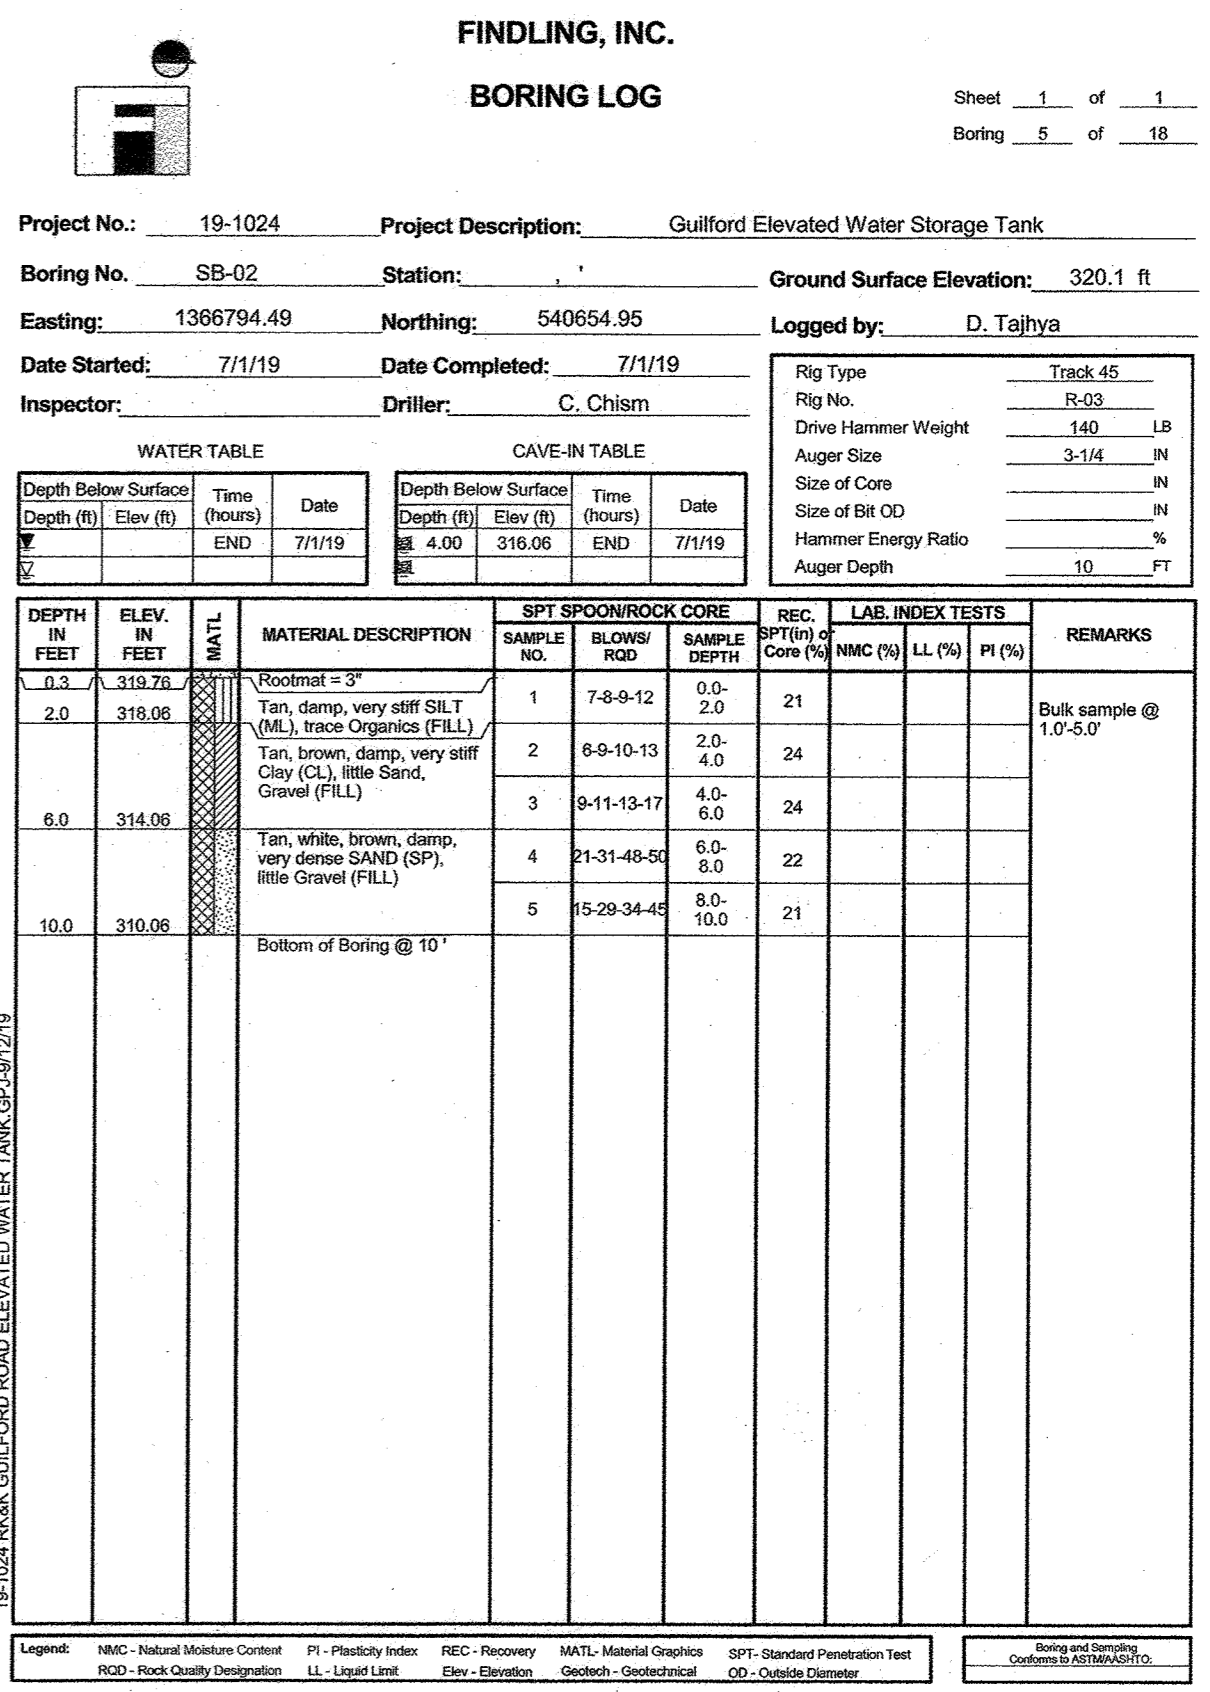 FINDLING, INC.
BORING LOG
Sheet 1 of 1
Boring 5 of 18
Project No.: 19-1024 Project Description: Guilford Elevated Water Storage Tank
Boring No. SB-02 Station: , ' Ground Surface Elevation: 320.1 ft
Easting: 1366794.49 Northing: 540654.95 Logged by: D. Tajhya
Date Started: 7/1/19 Date Completed: 7/1/19
Inspector: Driller: C. Chism
Rig Type Track 45
Rig No. R-03
Drive Hammer Weight 140 LB
Auger Size 3-1/4 IN
Size of Core IN
Size of Bit OD IN
Hammer Energy Ratio %
Auger Depth 10 FT
WATER TABLE
Depth Below Surface Time (hours) Date
Depth (ft) Elev (ft)
END 7/1/19
CAVE-IN TABLE
Depth Below Surface Time (hours) Date
Depth (ft) Elev (ft)
4.00 316.06 END 7/1/19
DEPTH IN FEET ELEV. IN FEET MATL MATERIAL DESCRIPTION SPT SPOON/ROCK CORE REC. SPT(in) or Core (%) LAB. INDEX TESTS REMARKS
SAMPLE NO. BLOWS/ RQD SAMPLE DEPTH NMC (%) LL (%) PI (%)
0.3 319.76 Rootmat = 3"
2.0 318.06 Tan, damp, very stiff SILT
(ML), trace Organics (FILL)
1 7-8-9-12 0.0-2.0 21
Bulk sample @
1.0'-5.0'
Tan, brown, damp, very stiff
Clay (CL), little Sand,
Gravel (FILL)
2 6-9-10-13 2.0-4.0 24
3 9-11-13-17 4.0-6.0 24
6.0 314.06
Tan, white, brown, damp,
very dense SAND (SP),
little Gravel (FILL)
4 21-31-48-50 6.0-8.0 22
5 15-29-34-45 8.0-10.0 21
10.0 310.06
Bottom of Boring @ 10 '
19-1024 RK&K GUILFORD ROAD ELEVATED WATER TANK.GPJ-9/12/19
Legend: NMC - Natural Moisture Content PI - Plasticity Index REC - Recovery MATL- Material Graphics SPT- Standard Penetration Test
RQD - Rock Quality Designation LL - Liquid Limit Elev - Elevation Geotech - Geotechnical OD - Outside Diameter
Boring and Sampling
Conforms to ASTM/AASHTO: